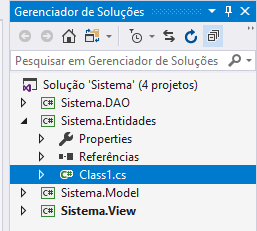 Gerenciador de Soluções
Pesquisar em Gerenciador de Soluções
Solução 'Sistema' (4 projetos)
C# Sistema.DAO
C# Sistema.Entidades
Properties
Referências
C# Class1.cs
C# Sistema.Model
C# Sistema.View